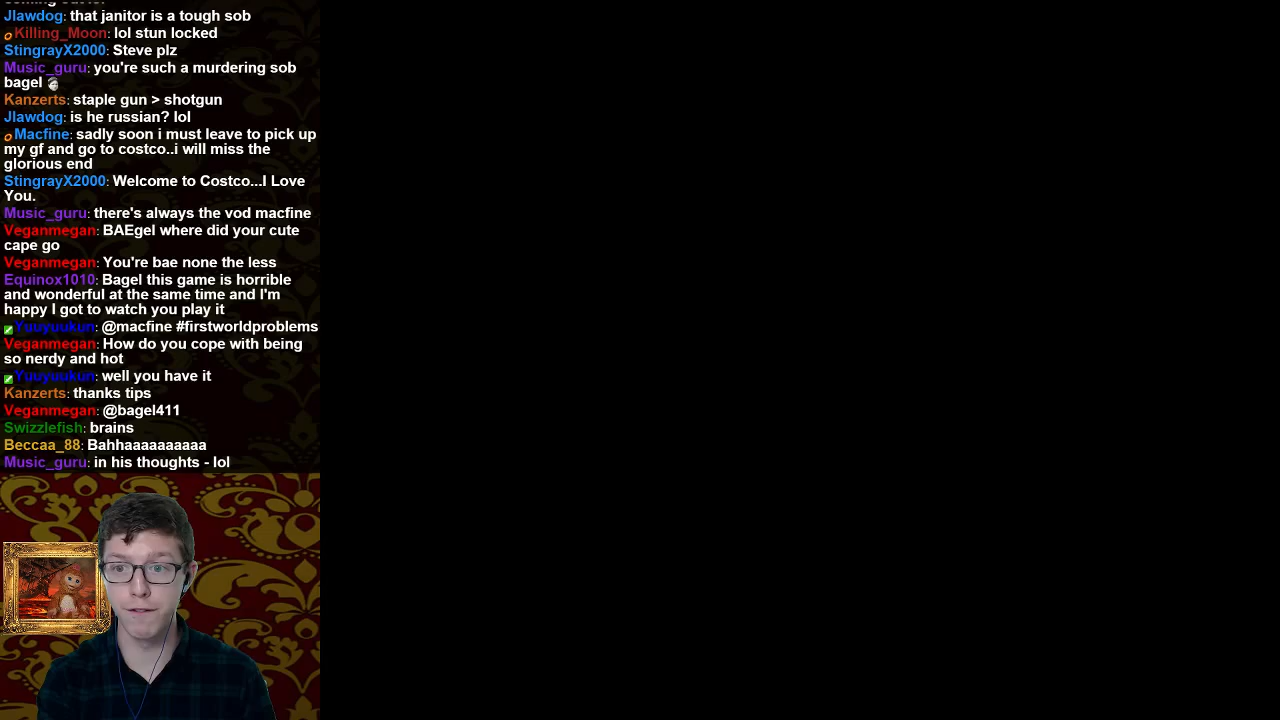 Jlawdog: that janitor is a tough sob
Killing_Moon: lol stun locked
StingrayX2000: Steve plz
Music_guru: you're such a murdering sob
bagel
Kanzerts: staple gun > shotgun
Jlawdog: is he russian? lol
Macfine: sadly soon i must leave to pick up
my gf and go to costco..i will miss the
glorious end
StingrayX2000: Welcome to Costco...I Love
You.
Music_guru: there's always the vod macfine
Veganmegan: BAEgel where did your cute
cape go
Veganmegan: You're bae none the less
Equinox1010: Bagel this game is horrible
and wonderful at the same time and I'm
happy I got to watch you play it
Yuuyuukun: @macfine #firstworldproblems
Veganmegan: How do you cope with being
so nerdy and hot
Yuuyuukun: well you have it
Kanzerts: thanks tips
Veganmegan: @bagel411
Swizzlefish: brains
Beccaa_88: Bahhaaaaaaaaaa
Music_guru: in his thoughts - lol